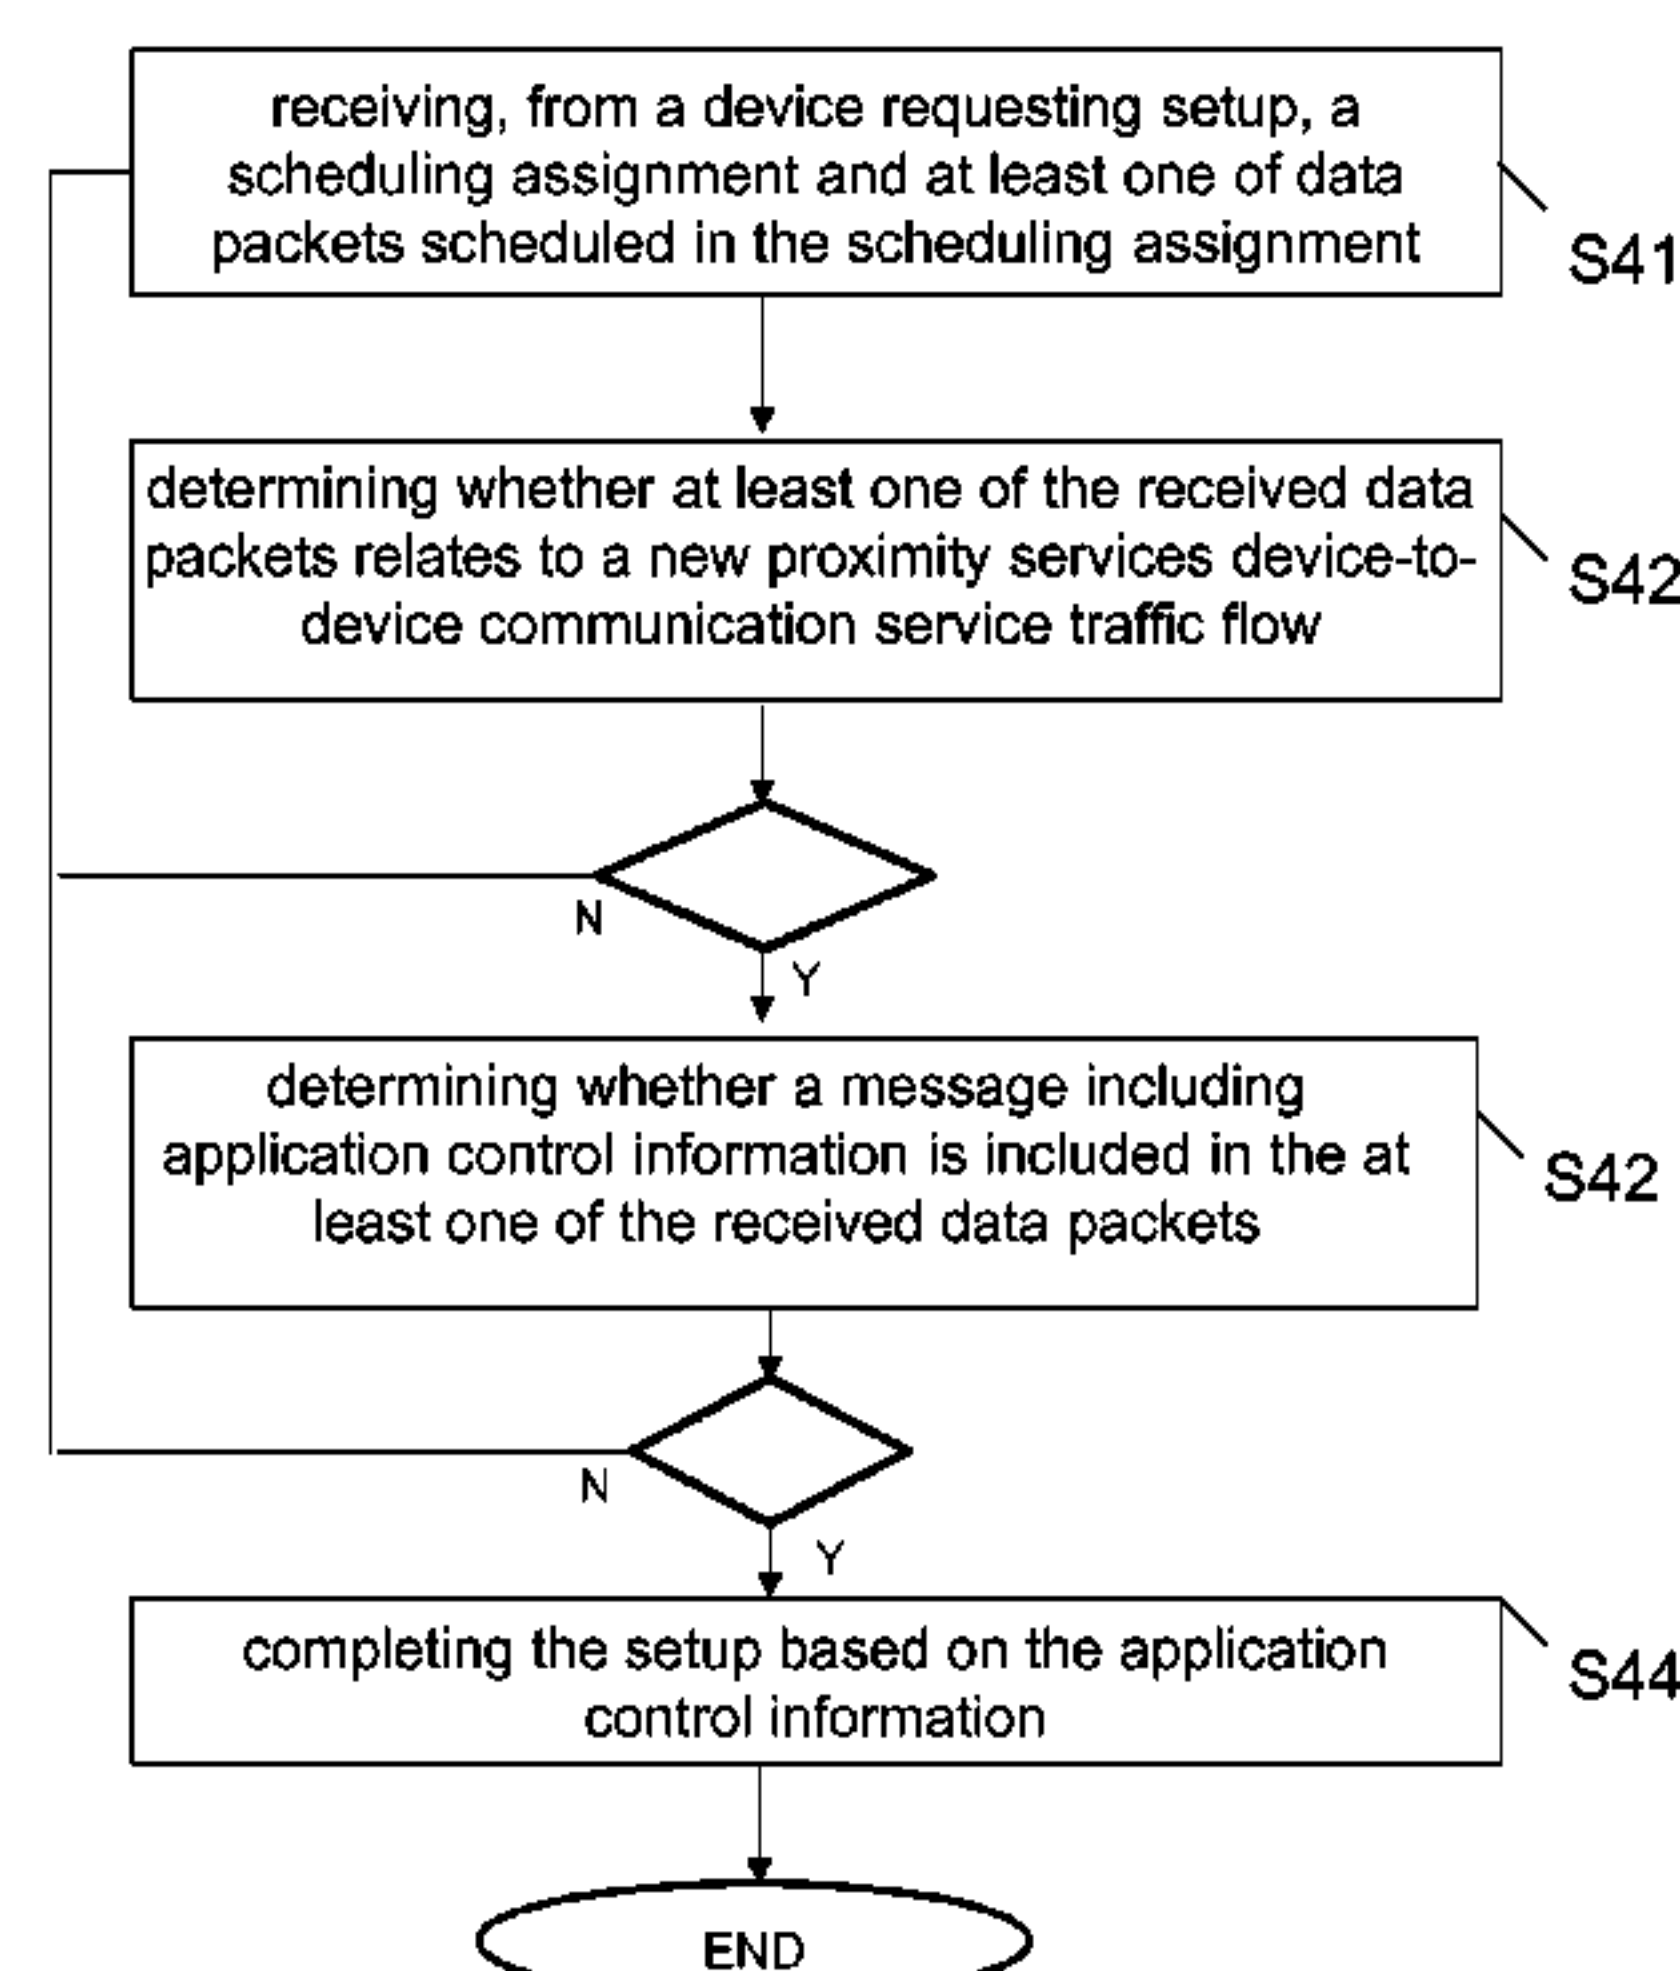 receiving, from a device requesting setup, a
scheduling assignment and at least one of data
packets scheduled in the scheduling assignment
S41
determining whether at least one of the received data
packets relates to a new proximity services device-to-
device communication service traffic flow
S42
N
Y
determining whether a message including
application control information is included in the at
least one of the received data packets
S42
N
Y
completing the setup based on the application
control information
S44
END